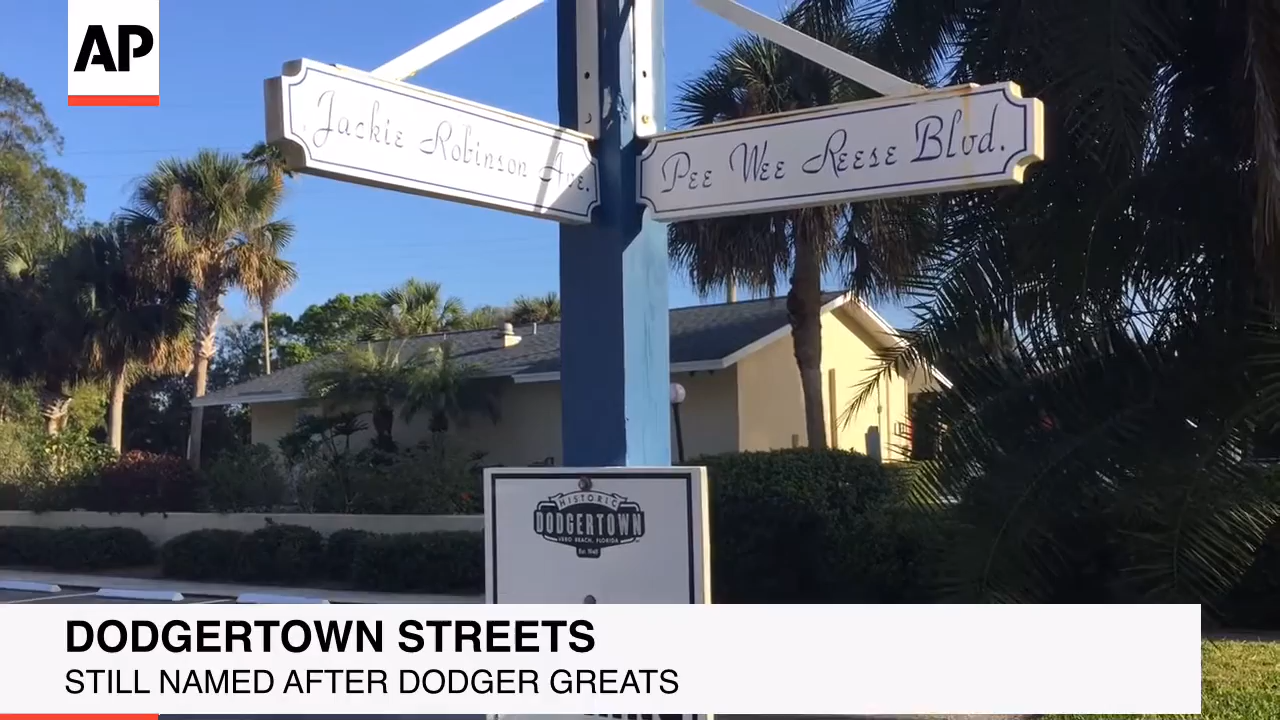 AP
Jackie Robinson Ave.
Pee Wee Reese Blvd.
HISTORIC
DODGERTOWN
VERO BEACH, FLORIDA
Est. 1948
DODGERTOWN STREETS
STILL NAMED AFTER DODGER GREATS